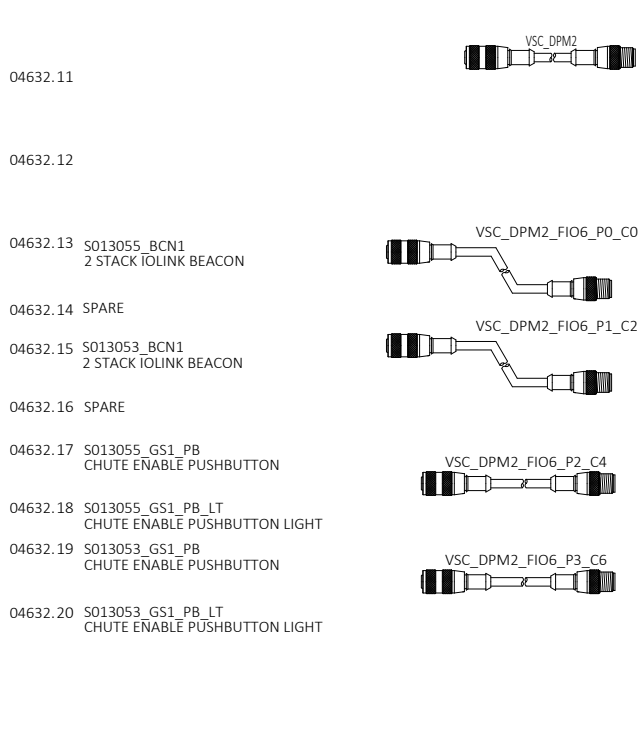 VSC_DPM2
04632.11
04632.12
04632.13 S013055_BCN1 VSC_DPM2_FIO6_P0_C0
2 STACK IOLINK BEACON
04632.14 SPARE
VSC_DPM2_FIO6_P1_C2
04632.15 S013053_BCN1
2 STACK IOLINK BEACON
04632.16 SPARE
04632.17 S013055_GS1_PB
CHUTE ENABLE PUSHBUTTON
VSC_DPM2_FIO6_P2_C4
04632.18 S013055_GS1_PB_LT
CHUTE ENABLE PUSHBUTTON LIGHT
04632.19 S013053_GS1_PB
CHUTE ENABLE PUSHBUTTON
VSC_DPM2_FIO6_P3_C6
04632.20 S013053_GS1_PB_LT
CHUTE ENABLE PUSHBUTTON LIGHT